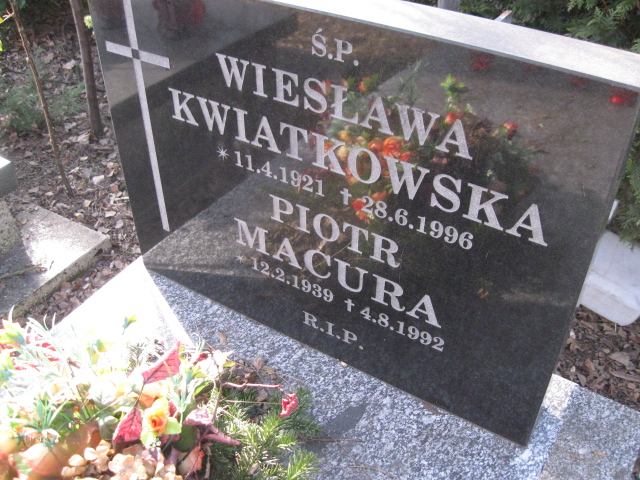 Ś.P.
WIESŁAWA
KWIATKOWSKA
*11.4.1921 †28.6.1996
PIOTR
MACURA
*12.2.1939 †4.8.1992
R.I.P.